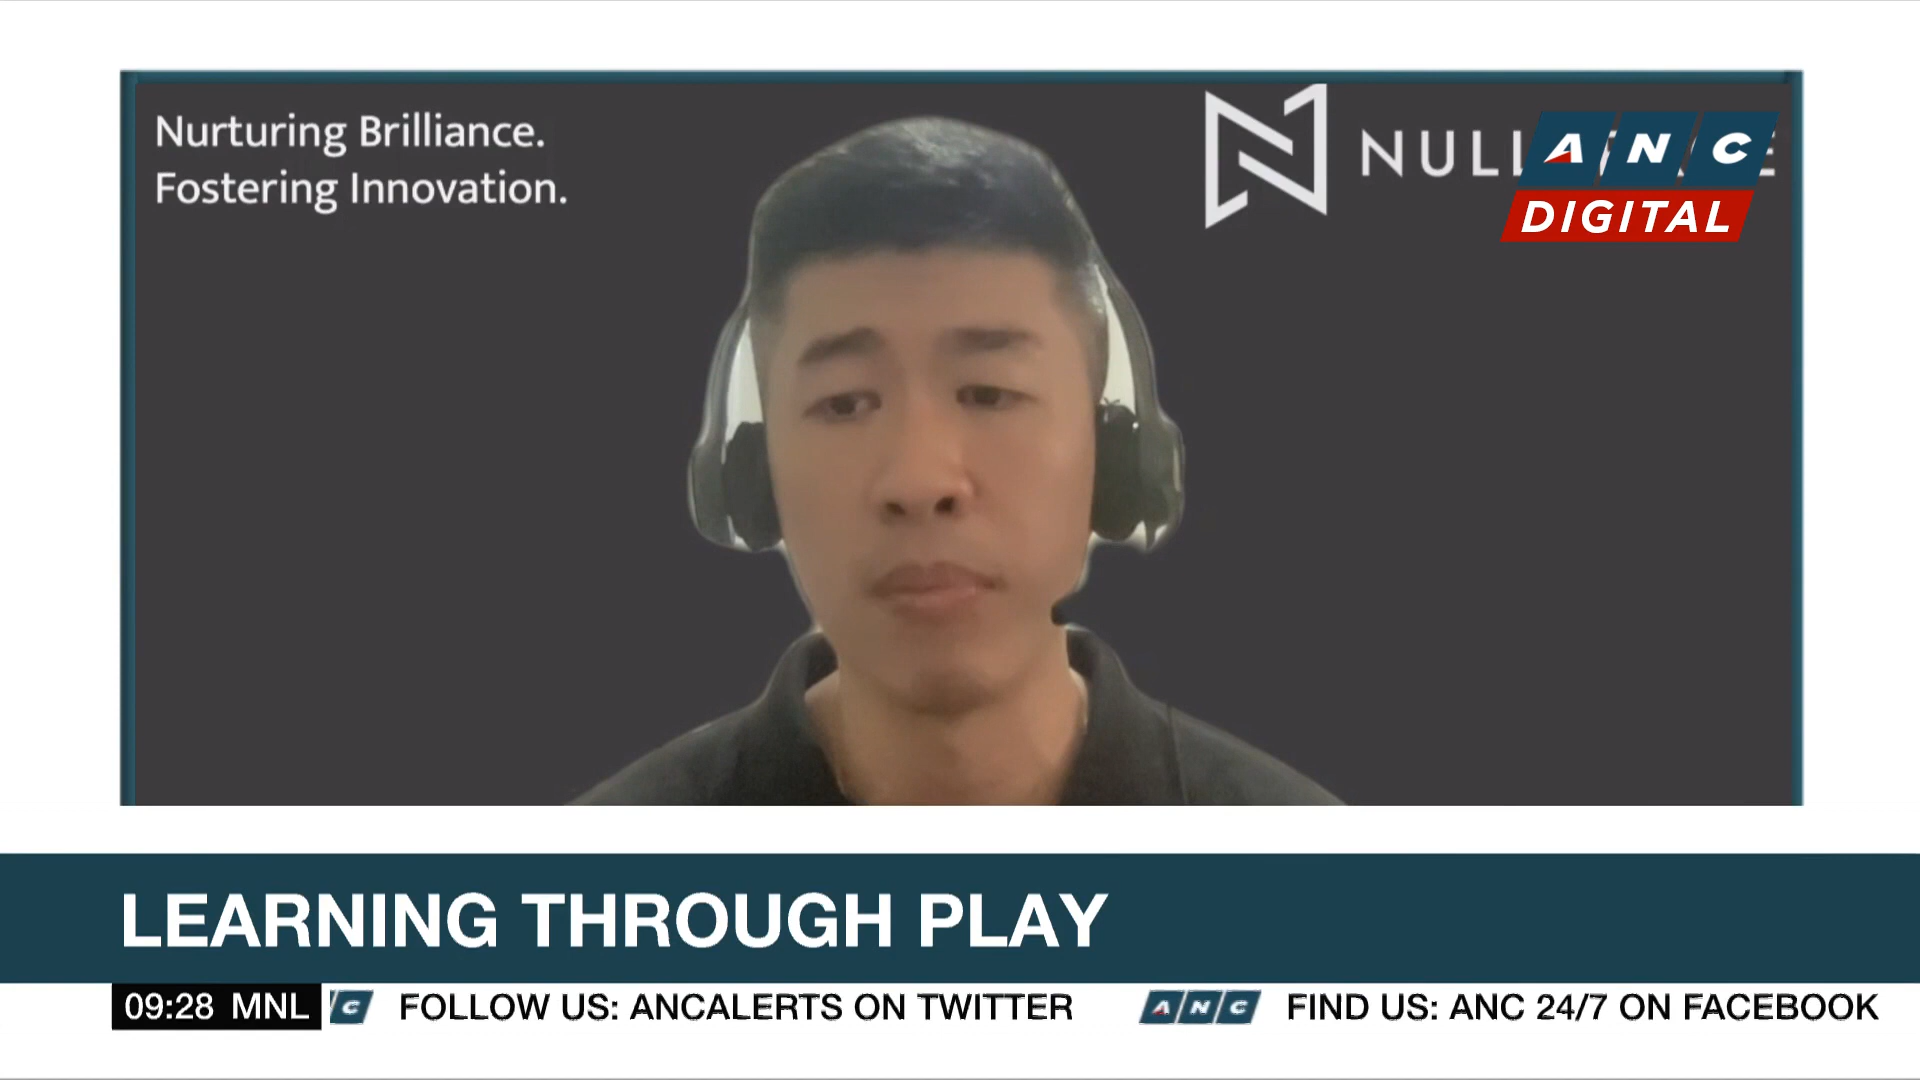 Nurturing Brilliance.
Fostering Innovation.
ANC
DIGITAL
LEARNING THROUGH PLAY
09:28 MNL
C FOLLOW US: ANCALERTS ON TWITTER
ANC FIND US: ANC 24/7 ON FACEBOOK